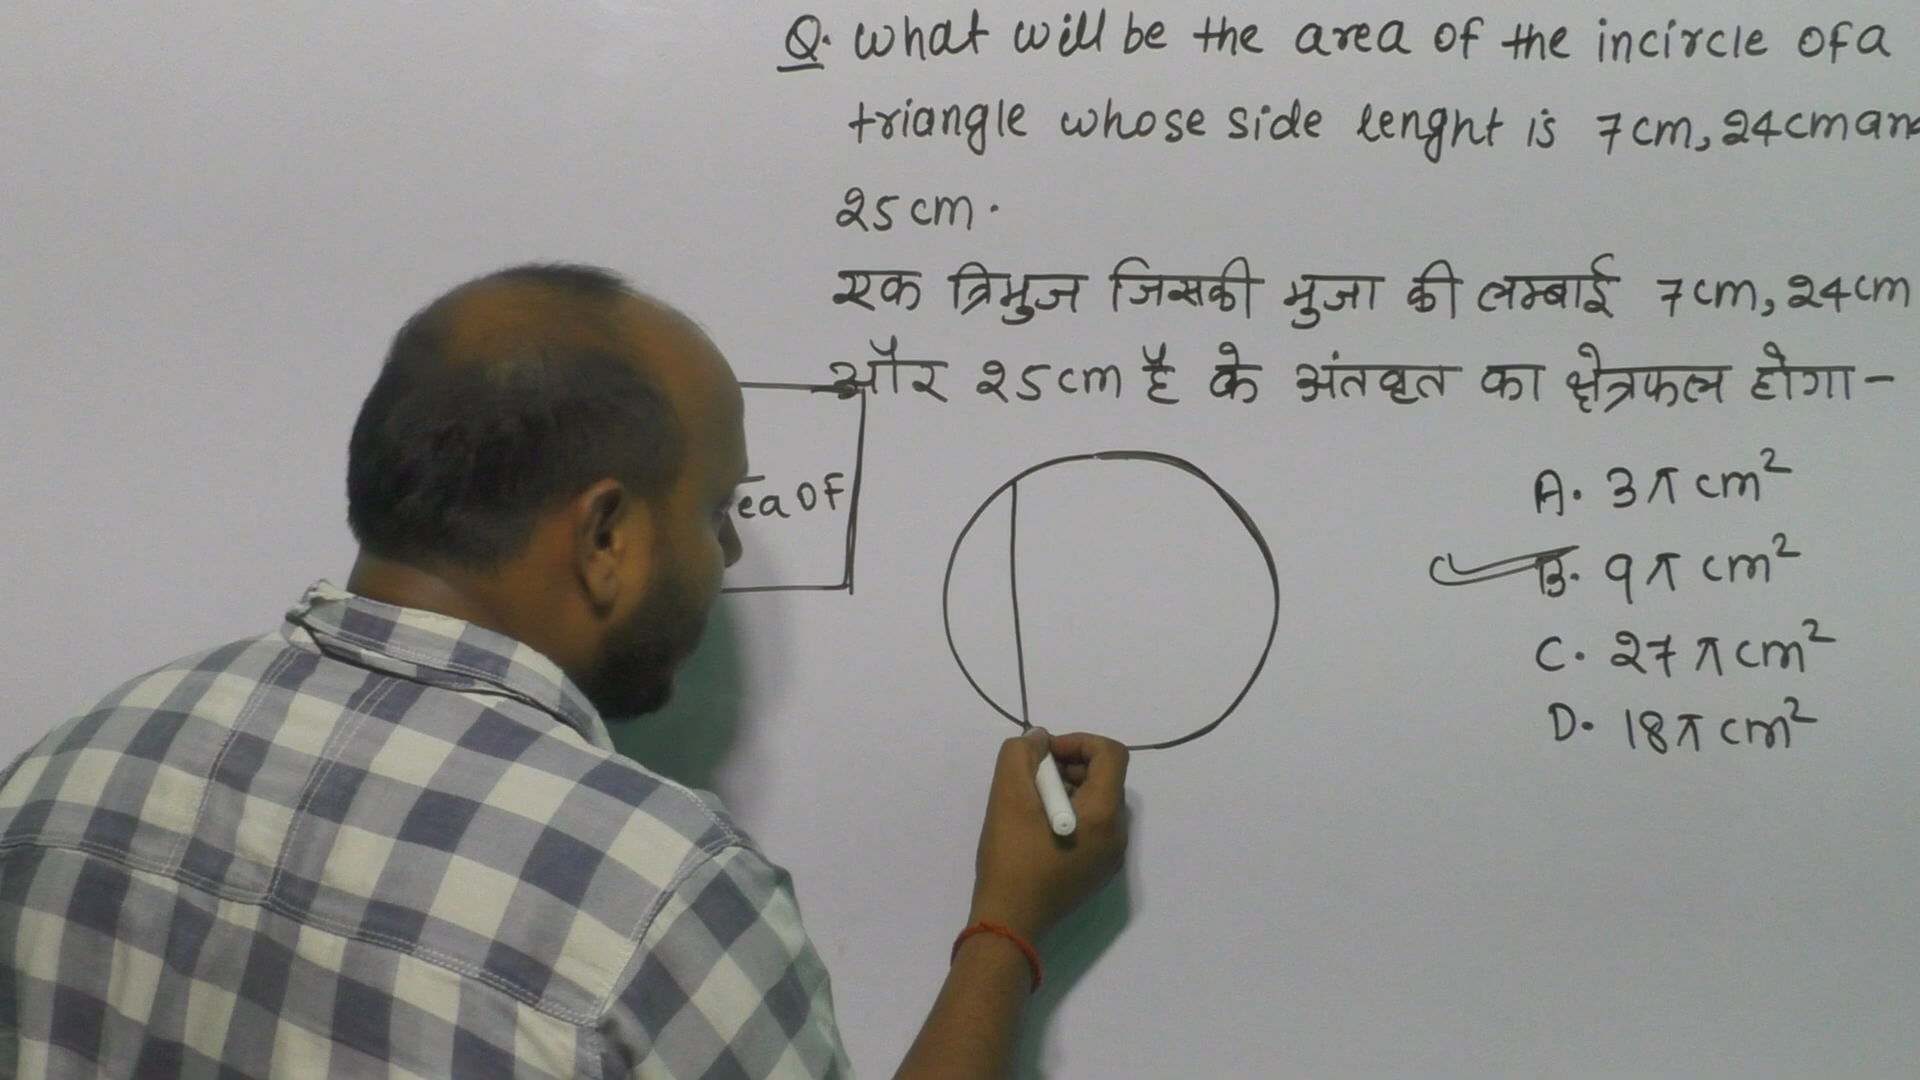 Q. what will be the area of the incircle of a
triangle whose side lenght is 7cm, 24cm an
25cm.
एक त्रिभुज जिसकी भुजा की लम्बाई 7cm, 24cm
और 25cm है के अंतवृत का क्षेत्रफल होगा-
ea OF
A. 3π cm²
B. 9π cm²
C. 27π cm²
D. 18π cm²